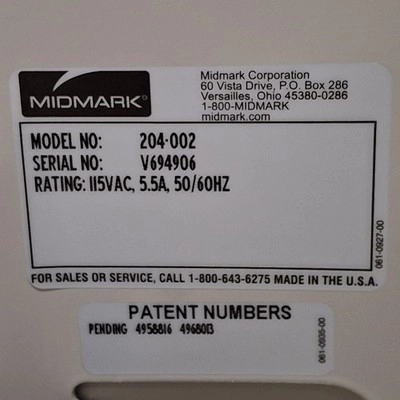 MIDMARK
Midmark Corporation
60 Vista Drive, P.O. Box 286
Versailles, Ohio 45380-0286
1-800-MIDMARK
midmark.com
MODEL NO: 204-002
SERIAL NO: V694906
RATING: 115VAC, 5.5A, 50/60HZ
061-0927-00
FOR SALES OR SERVICE, CALL 1-800-643-6275 MADE IN THE U.S.A.
PATENT NUMBERS
PENDING 4958816 4968013
061-0935-00